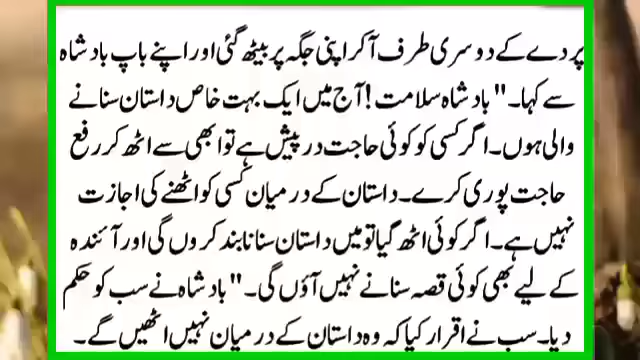 پردے کے دوسری طرف آ کر اپنی جگہ پر بیٹھ گئی اور اپنے باپ بادشاہ
سے کہا۔ "بادشاہ سلامت! آج میں ایک بہت خاص داستان سنانے
والی ہوں۔ اگر کسی کو کوئی حاجت درپیش ہے تو ابھی سے اٹھ کر رفع
حاجت پوری کرے۔ داستان کے درمیان کسی کو اٹھنے کی اجازت
نہیں ہے۔ اگر کوئی اٹھ گیا تو میں داستان سنانا بند کروں گی اور آئندہ
کے لیے بھی کوئی قصہ سنانے نہیں آؤں گی۔" بادشاہ نے سب کو حکم
دیا۔ سب نے اقرار کیا کہ وہ داستان کے درمیان نہیں اٹھیں گے۔